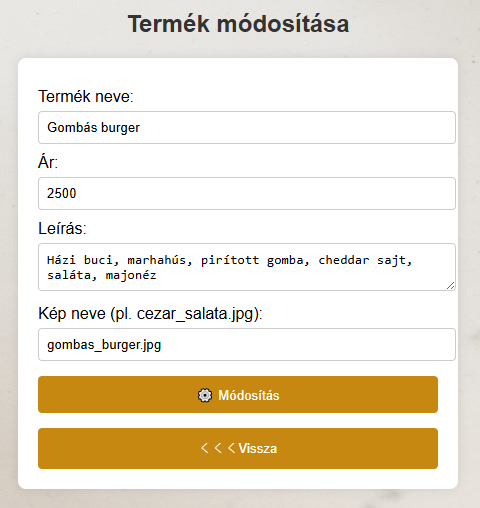 Termék módosítása
Termék neve:
Gombás burger
Ár:
2500
Leírás:
Házi buci, marhahús, pirított gomba, cheddar sajt,
saláta, majonéz
Kép neve (pl. cezar_salata.jpg):
gombas_burger.jpg
⚙ Módosítás
< < < Vissza